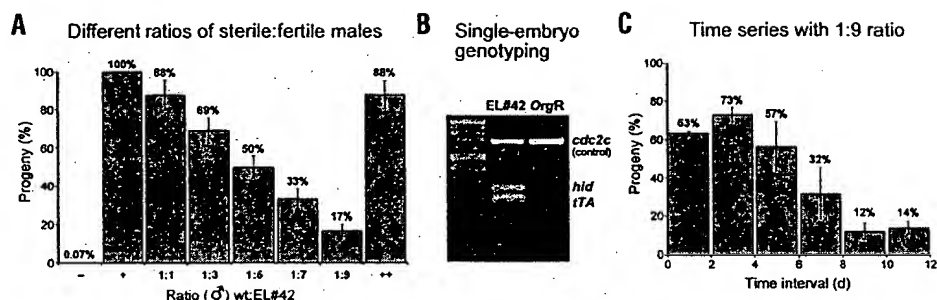 A Different ratios of sterile:fertile males
Progeny (%)
100
80
60
40
20
0
0.07%
100%
88%
69%
50%
33%
17%
88%
– + 1:1 1:3 1:6 1:7 1:9 ++
Ratio (♂) wt:EL#42
B Single-embryo
genotyping
EL#42 OrgR
cdc2c
(control)
hid
tTA
C Time series with 1:9 ratio
Progeny (%)
100
80
60
40
20
0
63%
73%
57%
32%
12%
14%
0 2 4 6 8 10 12
Time interval (d)